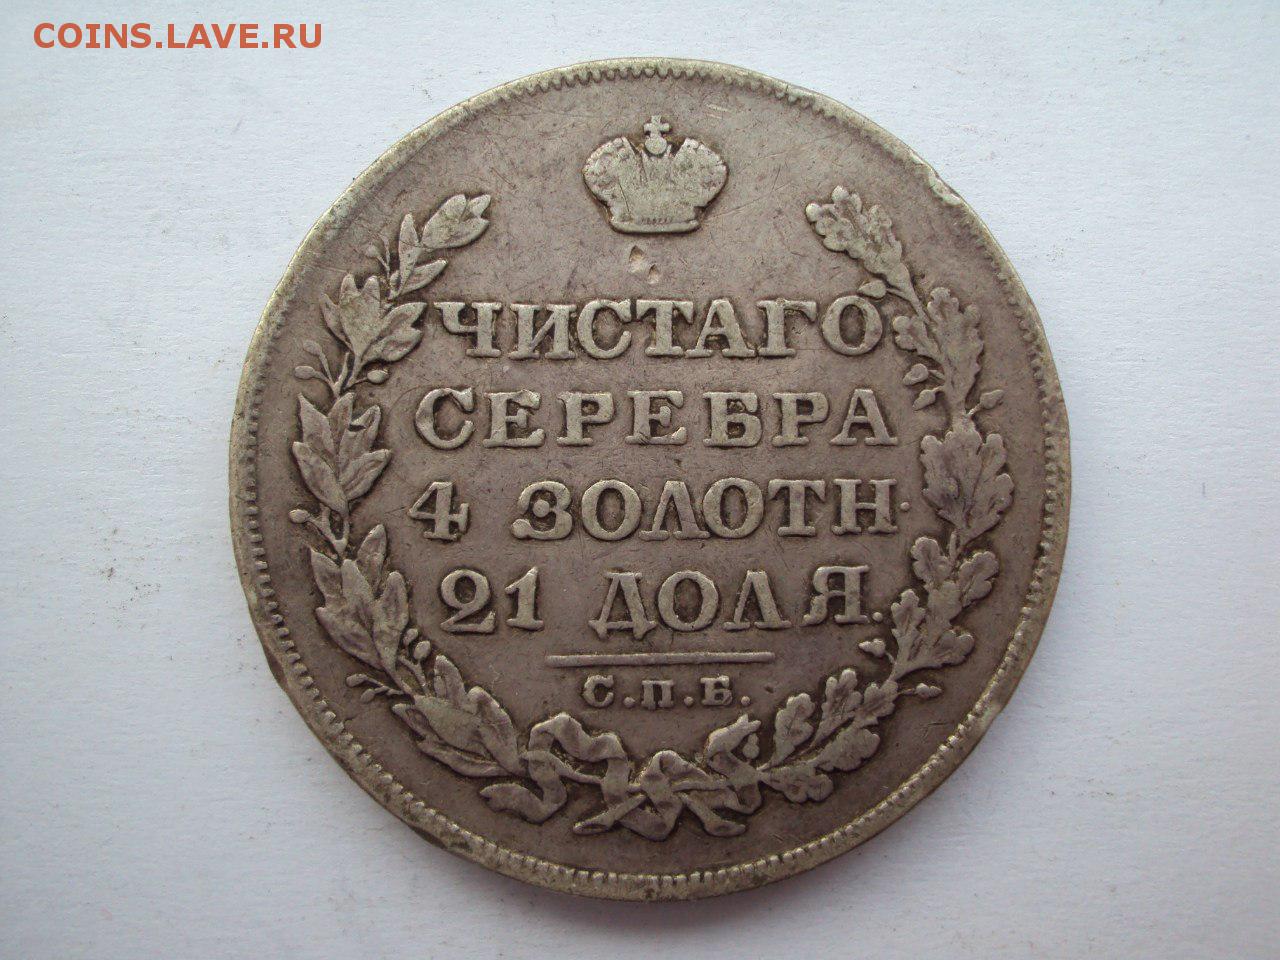 COINS.LAVE.RU
ЧИСТАГО
СЕРЕБРА
4 ЗОЛОТН·
21 ДОЛЯ.
С.П.Б.